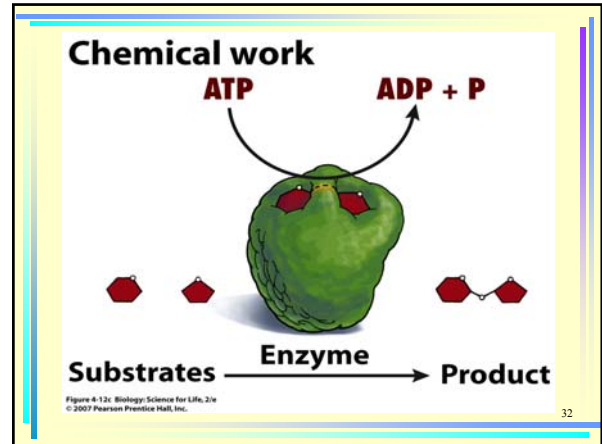 Chemical work
ATP ADP + P
Enzyme
Substrates Product
Figure 4-12c Biology: Science for Life, 2/e
© 2007 Pearson Prentice Hall, Inc.
32